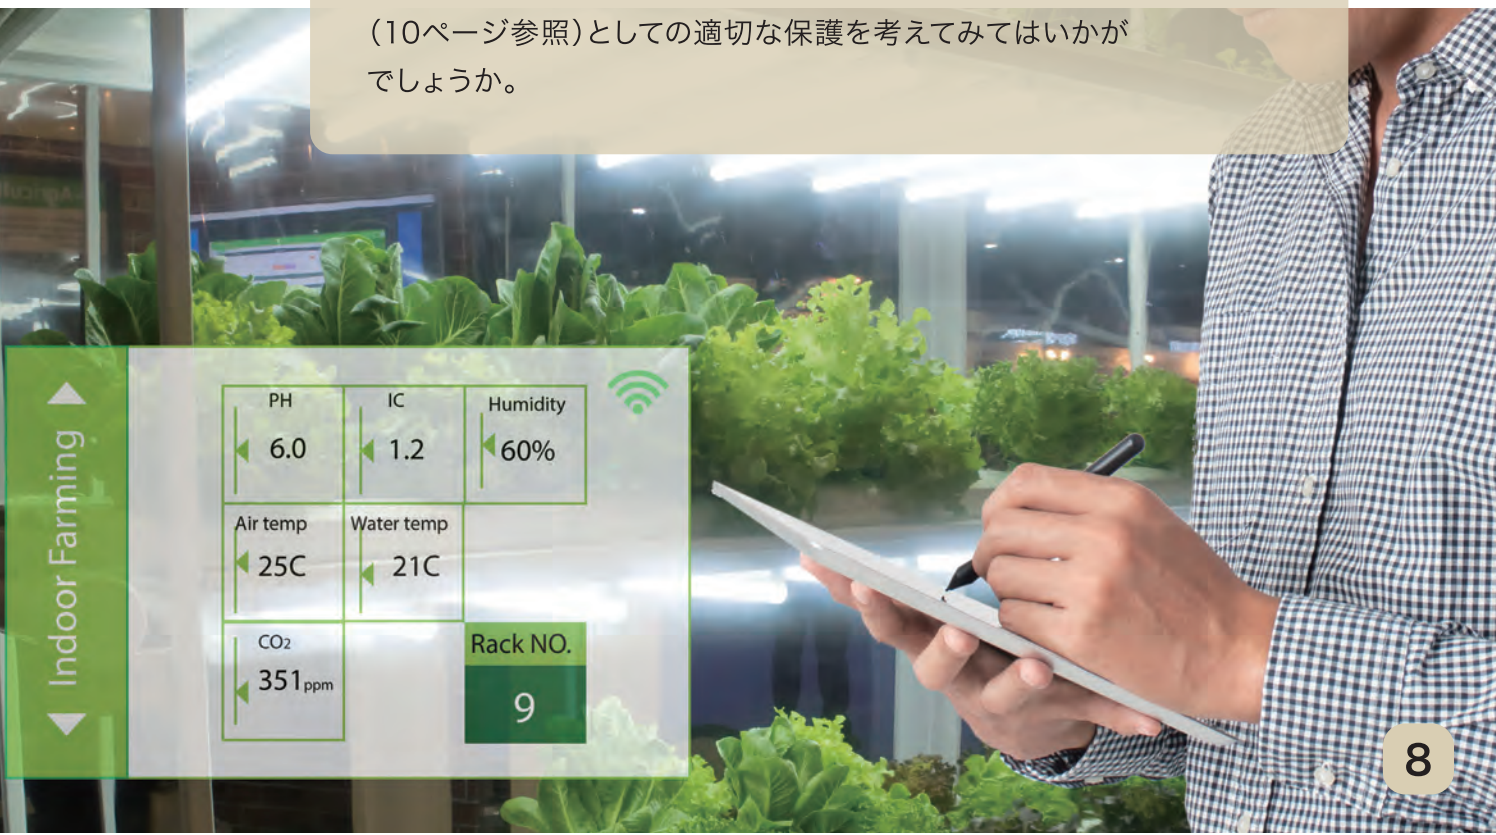 （10ページ参照）としての適切な保護を考えてみてはいかが
でしょうか。
Indoor Farming
PH
6.0
IC
1.2
Humidity
60%
Air temp
25C
Water temp
21C
CO2
351ppm
Rack NO.
9
8